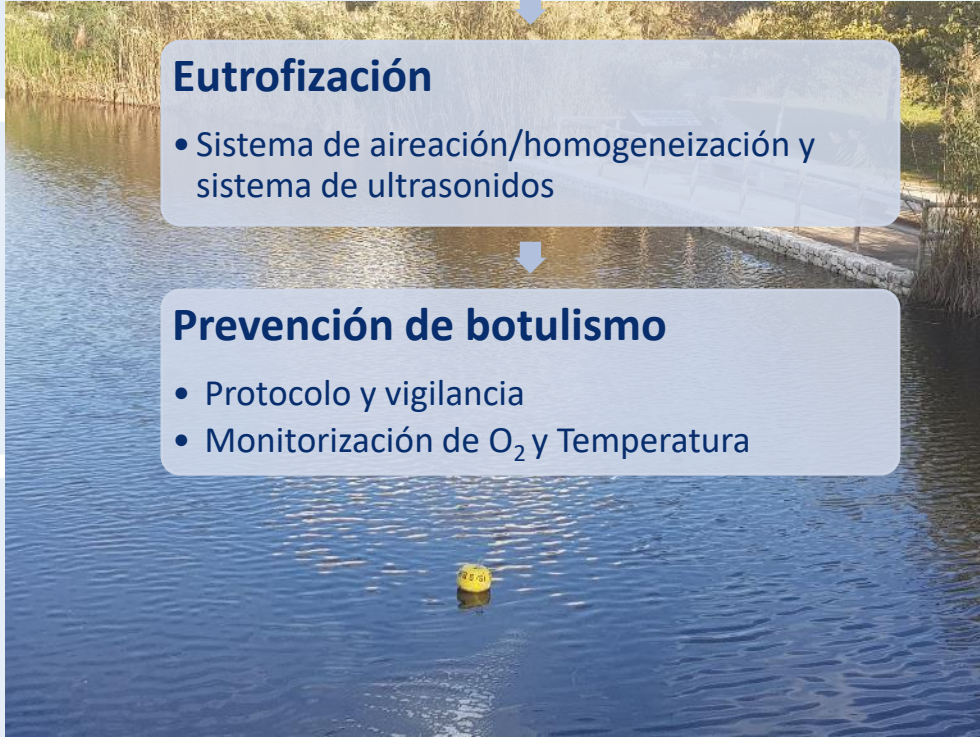 Eutrofización
• Sistema de aireación/homogeneización y
sistema de ultrasonidos
Prevención de botulismo
• Protocolo y vigilancia
• Monitorización de O₂ y Temperatura